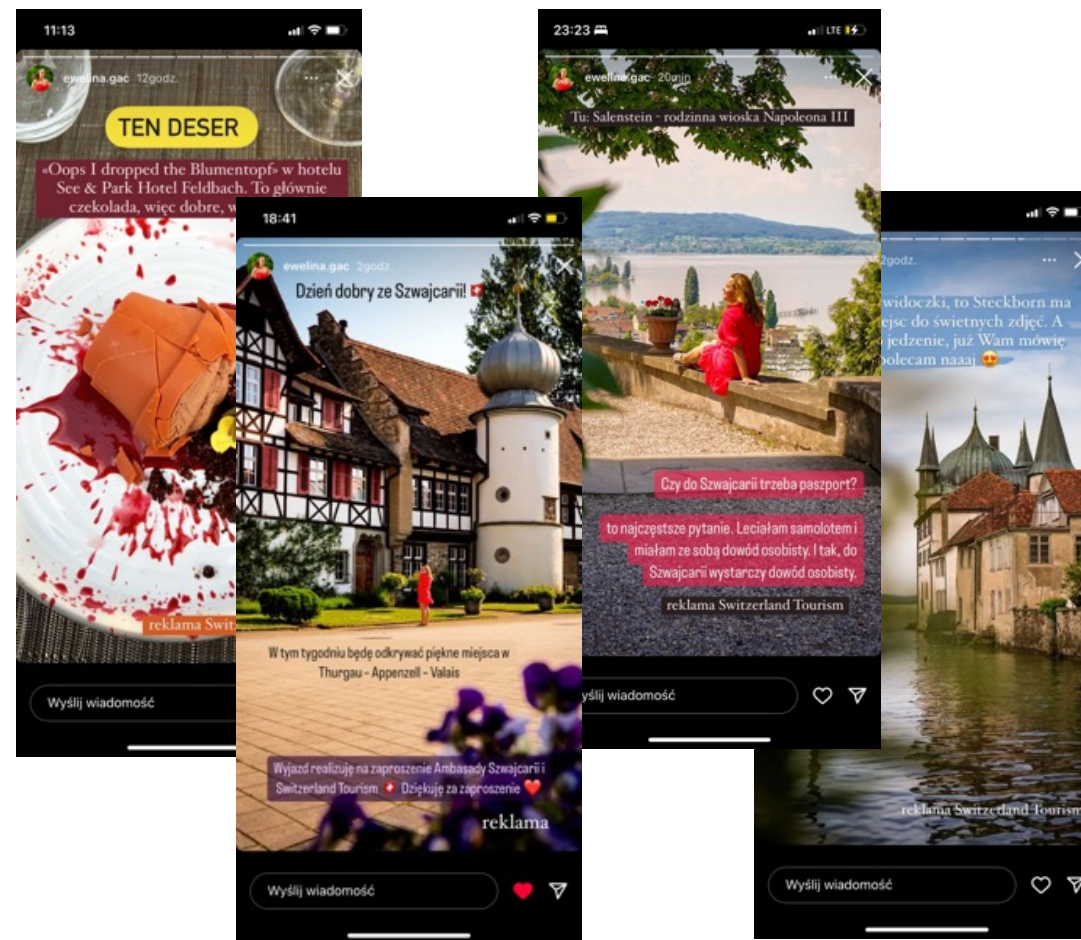 11:13
ewelina.gac 12godz.
TEN DESER
«Oops I dropped the Blumentopf» w hotelu
See & Park Hotel Feldbach. To głównie
czekolada, więc dobre,
reklama
Wyślij wiadomość
18:41
ewelina.gac 2godz.
Dzień dobry ze Szwajcarii!
W tym tygodniu będę odkrywać piękne miejsca w
Thurgau - Appenzell - Valais
Wyjazd realizuję na zaproszenie Ambasady Szwajcarii i
Switzerland Tourism Dziękuję za zaproszenie
reklama
Wyślij wiadomość
23:23 LTE
ewelina.gac 20min
Tu: Salenstein - rodzinna wioska Napoleona III
Czy do Szwajcarii trzeba paszport?
to najczęstsze pytanie. Leciałam samolotem i
miałam ze sobą dowód osobisty. I tak, do
Szwajcarii wystarczy dowód osobisty.
reklama Switzerland Tourism
wiadomość
2godz.
widoczki, to Steckborn ma
do świetnych zdjęć. A
jedzenie, już Wam mówię
naaaj
reklama Switzerland Tourism
Wyślij wiadomość